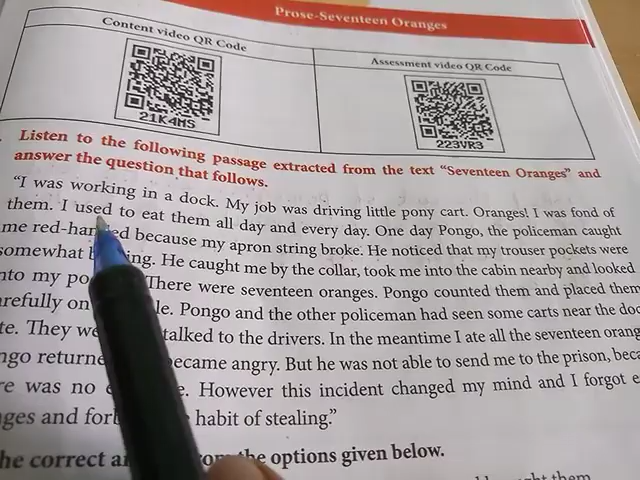 Prose-Seventeen Oranges
Content video QR Code
Assessment video QR Code
21K4MS
223VR3
Listen to the following passage extracted from the text "Seventeen Oranges" and
answer the question that follows.
"I was working in a dock. My job was driving little pony cart. Oranges! I was fond of
them. I used to eat them all day and every day. One day Pongo, the policeman caught
me red-handed because my apron string broke. He noticed that my trouser pockets were
somewhat b ing. He caught me by the collar, took me into the cabin nearby and looked
nto my po There were seventeen oranges. Pongo counted them and placed them
arefully on le. Pongo and the other policeman had seen some carts near the doc
te. They we talked to the drivers. In the meantime I ate all the seventeen orang
ngo returne ecame angry. But he was not able to send me to the prison, beca
re was no e. However this incident changed my mind and I forgot e
ges and for habit of stealing."
he correct a from the options given below.
them